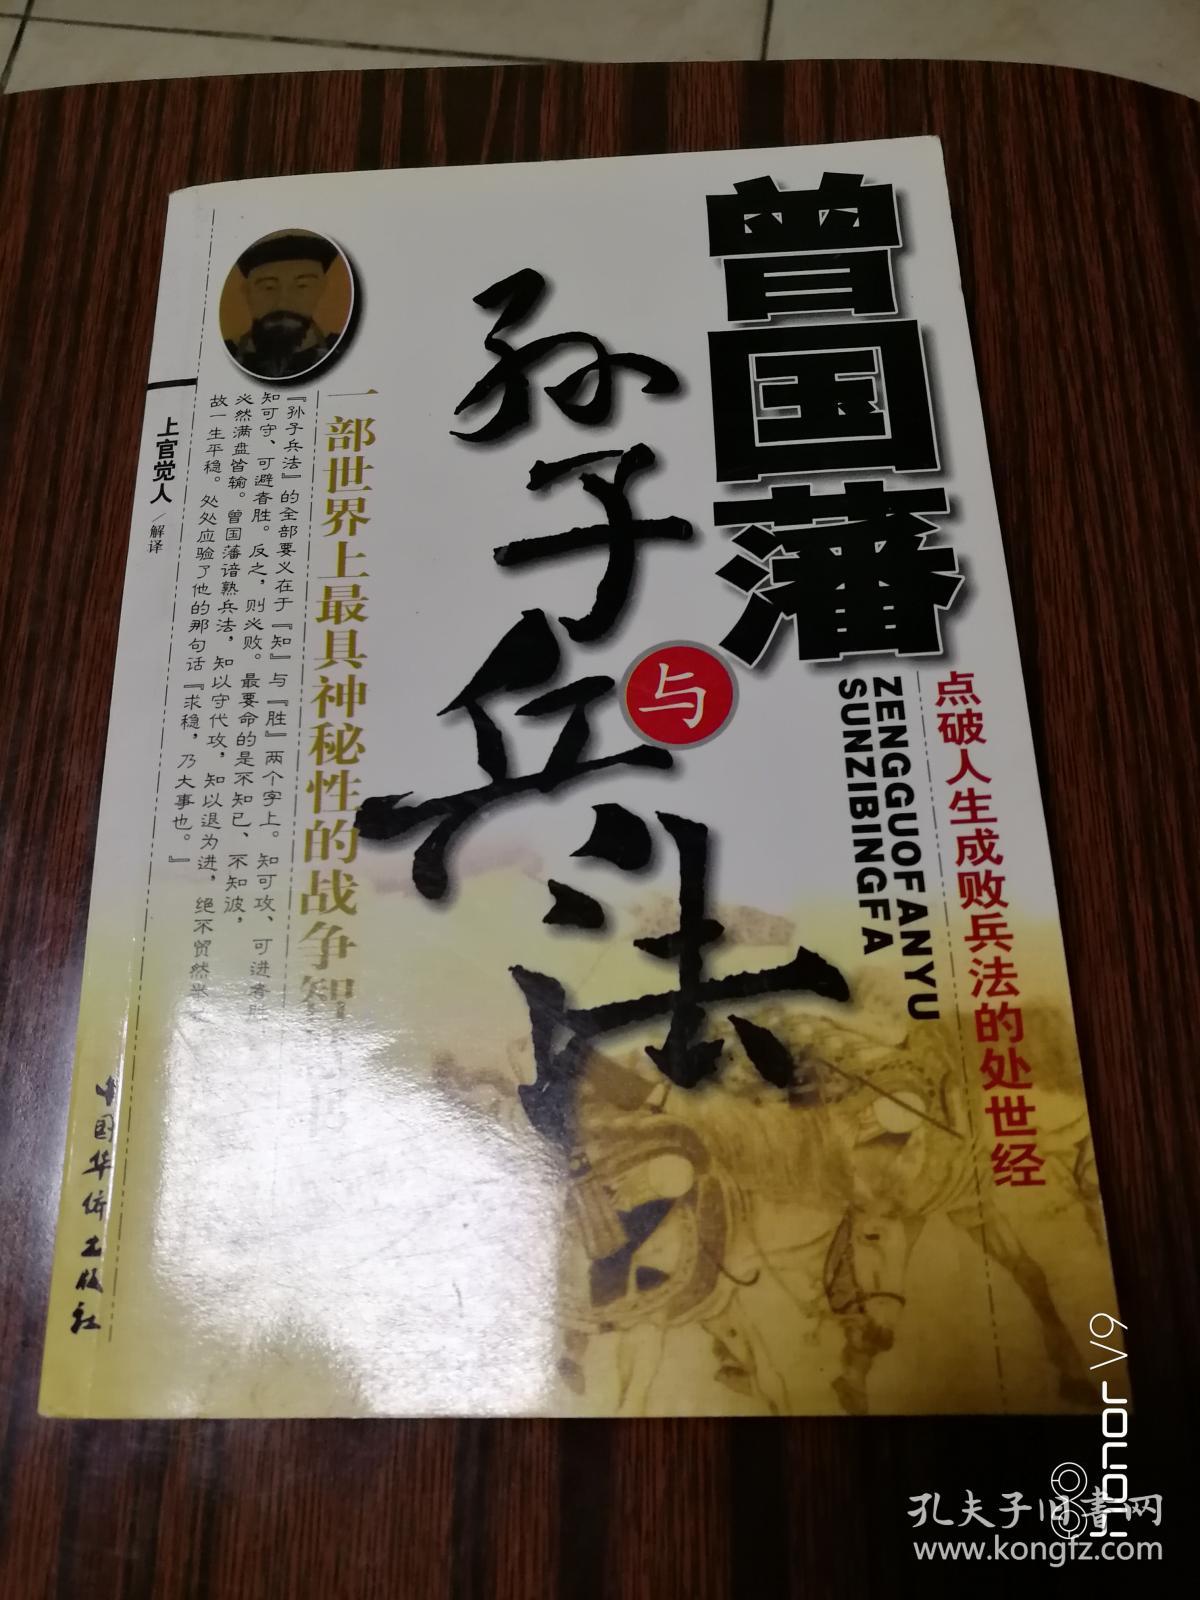 曾国藩
与
孙子兵法
ZENGGUOFANYU
SUNZIBINGFA
点破人生成败兵法的处世经
一部世界上最具神秘性的战争智
『孙子兵法』的全部要义在于『知』与『胜』两个字上。知可攻、可进者胜，
知可守、可避者胜。反之，则必败。最要命的是不知已、不知彼，
必然满盘皆输。曾国藩谙熟兵法，知以守代攻，知以退为进，绝不贸然
故一生平稳。处处应验了他的那句话『求稳，乃大事也。』
上官觉人／解译
中国华侨出版社
honor V9
孔夫子旧書网
www.kongfz.com